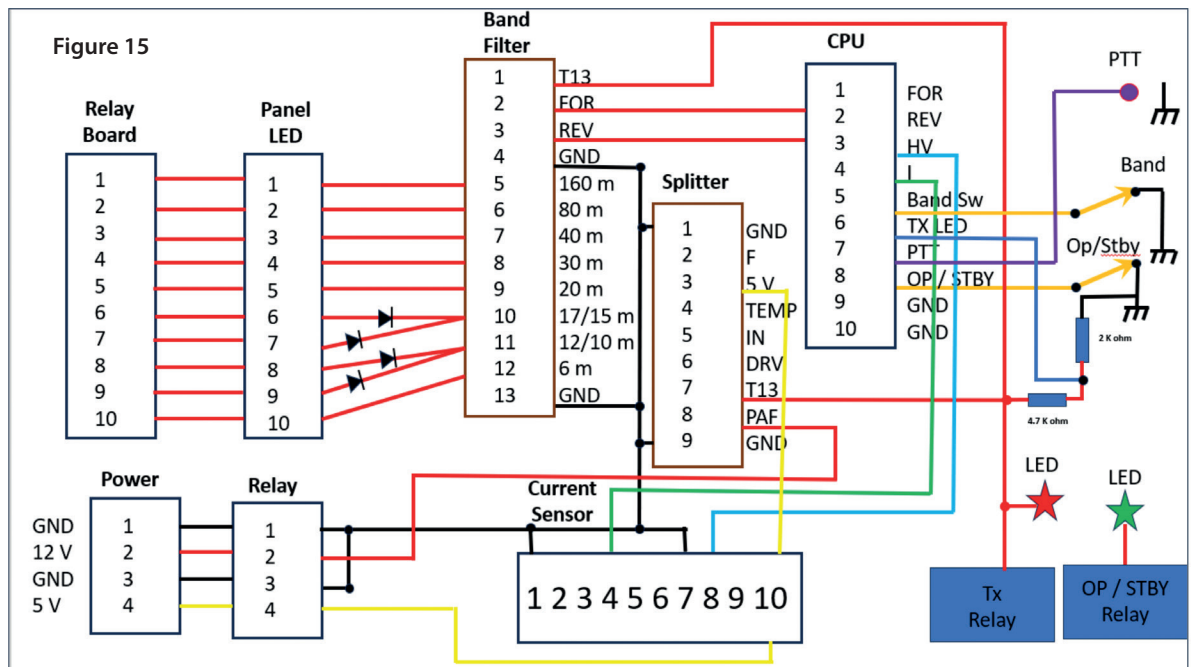 Figure 15
Relay
Board
1
2
3
4
5
6
7
8
9
10
Panel
LED
1
2
3
4
5
6
7
8
9
10
Band
Filter
1 T13
2 FOR
3 REV
4 GND
5 160 m
6 80 m
7 40 m
8 30 m
9 20 m
10 17/15 m
11 12/10 m
12 6 m
13 GND
Splitter
1 GND
2 F
3 5 V
4 TEMP
5 IN
6 DRV
7 T13
8 PAF
9 GND
CPU
1 FOR
2 REV
3 HV
4 I
5 Band Sw
6 TX LED
7 PTT
8 OP / STBY
9 GND
10 GND
PTT
Band
Op/Stby
2 K ohm
4.7 K ohm
LED
LED
Tx
Relay
OP / STBY
Relay
Power
GND 1
12 V 2
GND 3
5 V 4
Relay
1
2
3
4
Current
Sensor
1 2 3 4 5 6 7 8 9 10